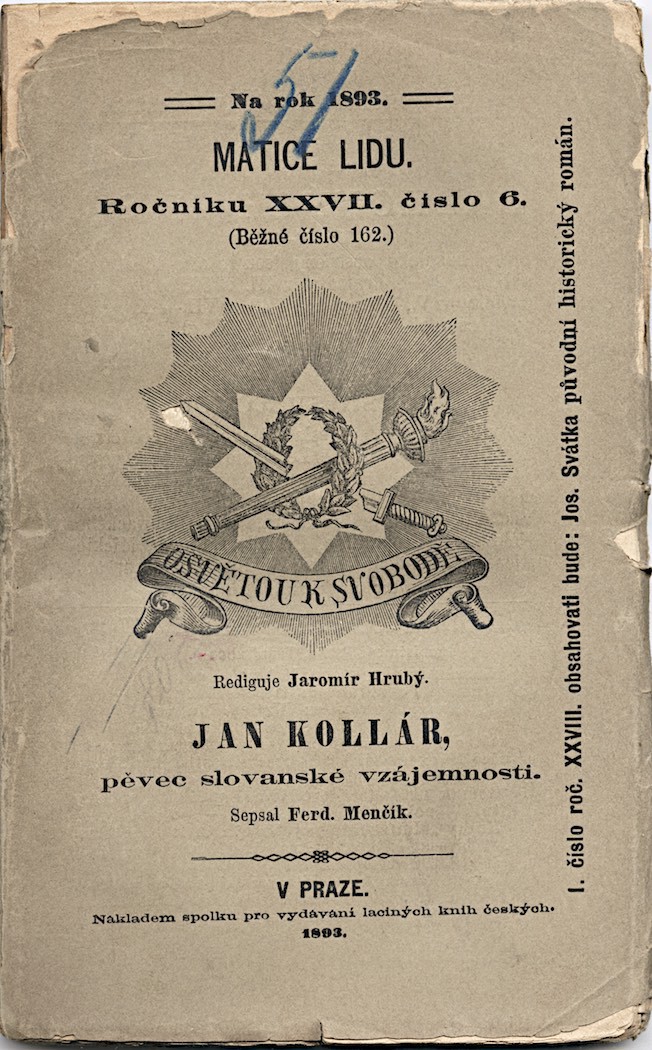 57
Na rok 1893.
MATICE LIDU.
Ročníku XXVII. číslo 6.
(Běžné číslo 162.)
OSVĚTOU K SVOBODĚ
Rediguje Jaromír Hrubý.
JAN KOLLÁR,
pěvec slovanské vzájemnosti.
Sepsal Ferd. Menčík.
V PRAZE.
Nákladem spolku pro vydávání laciných knih českých.
1893.
I. číslo roč. XXVIII. obsahovati bude: Jos. Svátka původní historický román.